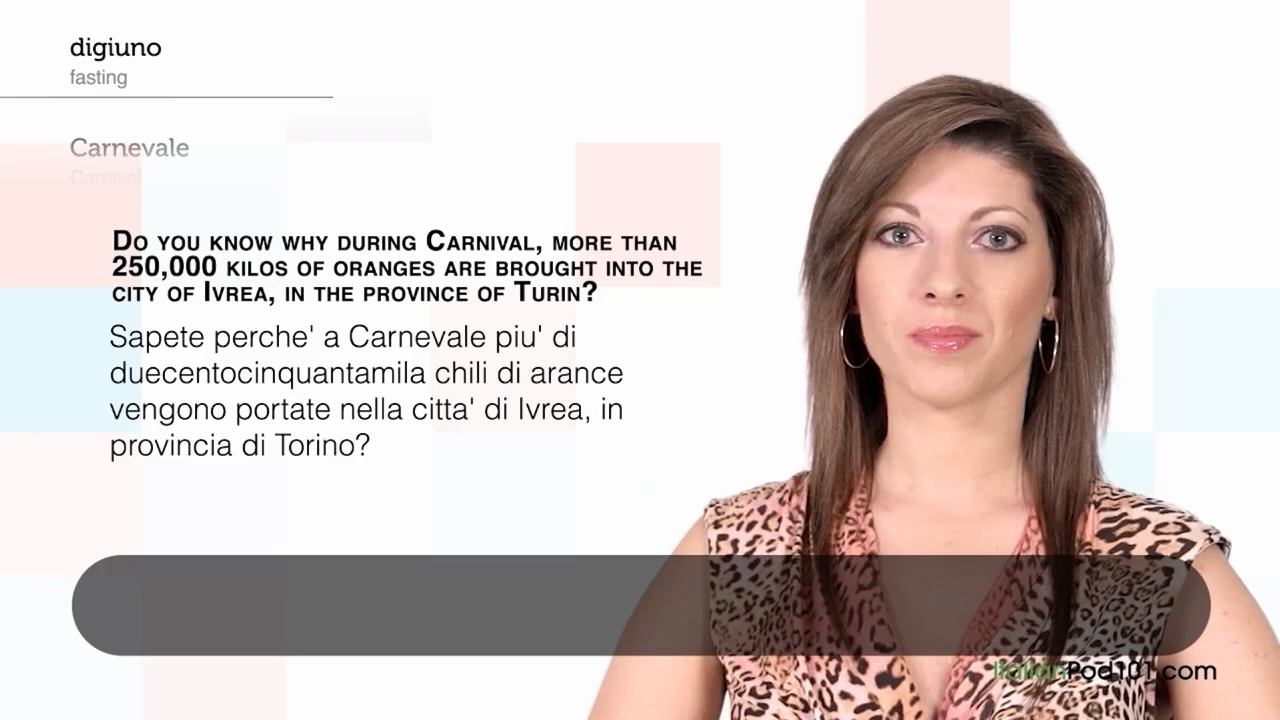 digiuno
fasting
Carnevale
Carnival
DO YOU KNOW WHY DURING CARNIVAL, MORE THAN
250,000 KILOS OF ORANGES ARE BROUGHT INTO THE
CITY OF IVREA, IN THE PROVINCE OF TURIN?
Sapete perche' a Carnevale piu' di
duecentocinquantamila chili di arance
vengono portate nella citta' di Ivrea, in
provincia di Torino?
ItalianPod101.com